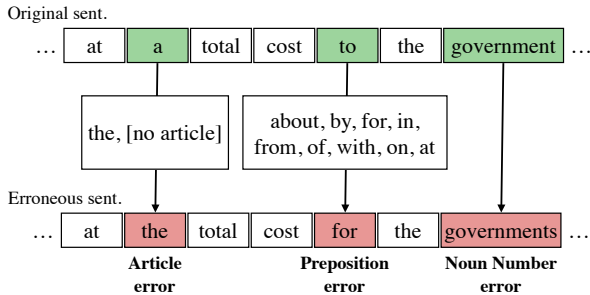 Original sent.
… at a total cost to the government …
the, [no article]
about, by, for, in,
from, of, with, on, at
Erroneous sent.
… at the total cost for the governments …
Article
error
Preposition
error
Noun Number
error